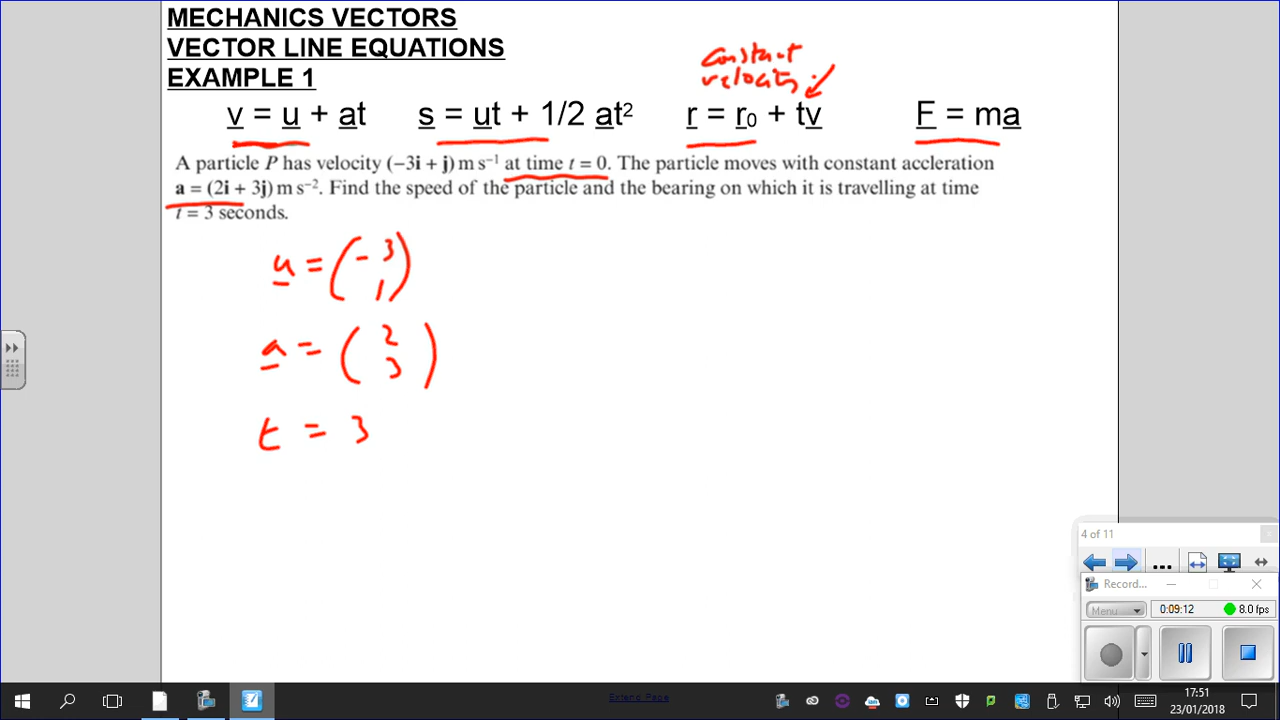 MECHANICS VECTORS
VECTOR LINE EQUATIONS
EXAMPLE 1
constant
velocity
v = u + at s = ut + 1/2 at² r = r₀ + tv F = ma
A particle P has velocity (−3i + j) m s⁻¹ at time t = 0. The particle moves with constant accleration
a = (2i + 3j) m s⁻². Find the speed of the particle and the bearing on which it is travelling at time
t = 3 seconds.
u = (-3
1)
a = (2
3)
t = 3
4 of 11
x
...
Record...
Menu
0:09:12
8.0 fps
Extend Page
17:51
23/01/2018